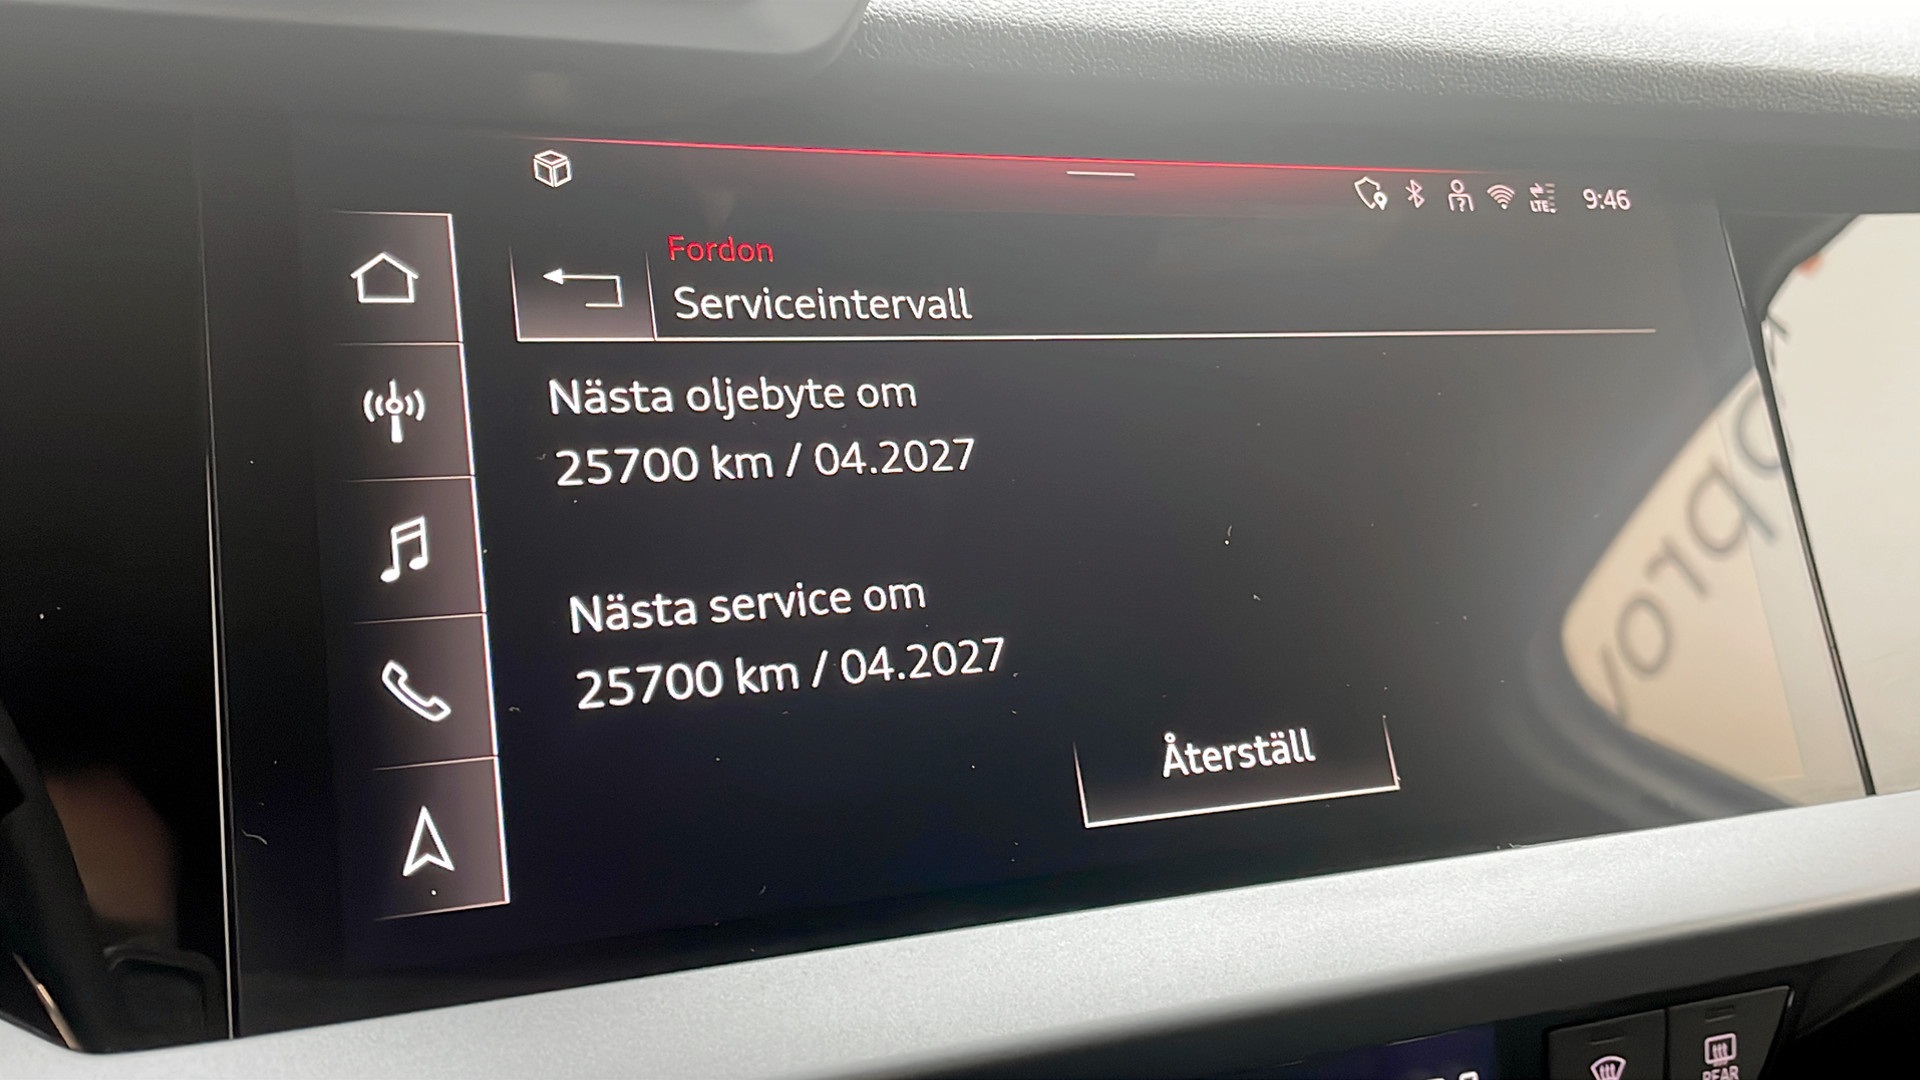 LTE
9:46
Fordon
Serviceintervall
Nästa oljebyte om
25700 km / 04.2027
Nästa service om
25700 km / 04.2027
Återställ
REAR